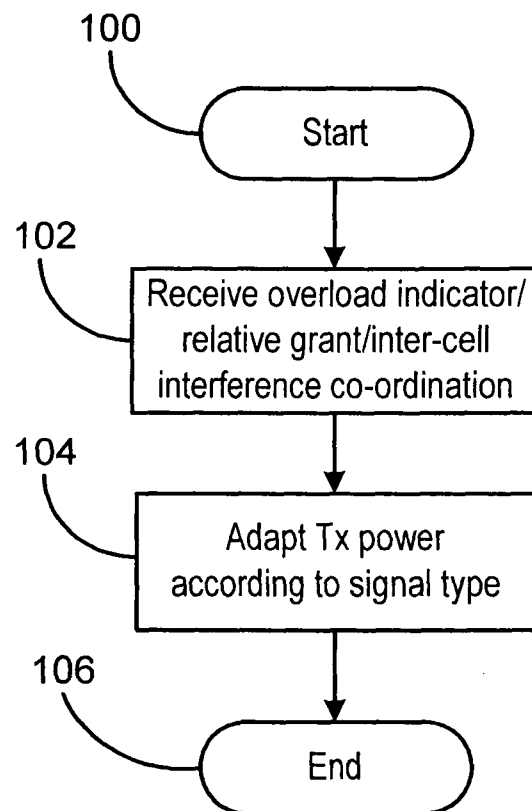 100
Start
102
Receive overload indicator/
relative grant/inter-cell
interference co-ordination
104
Adapt Tx power
according to signal type
106
End